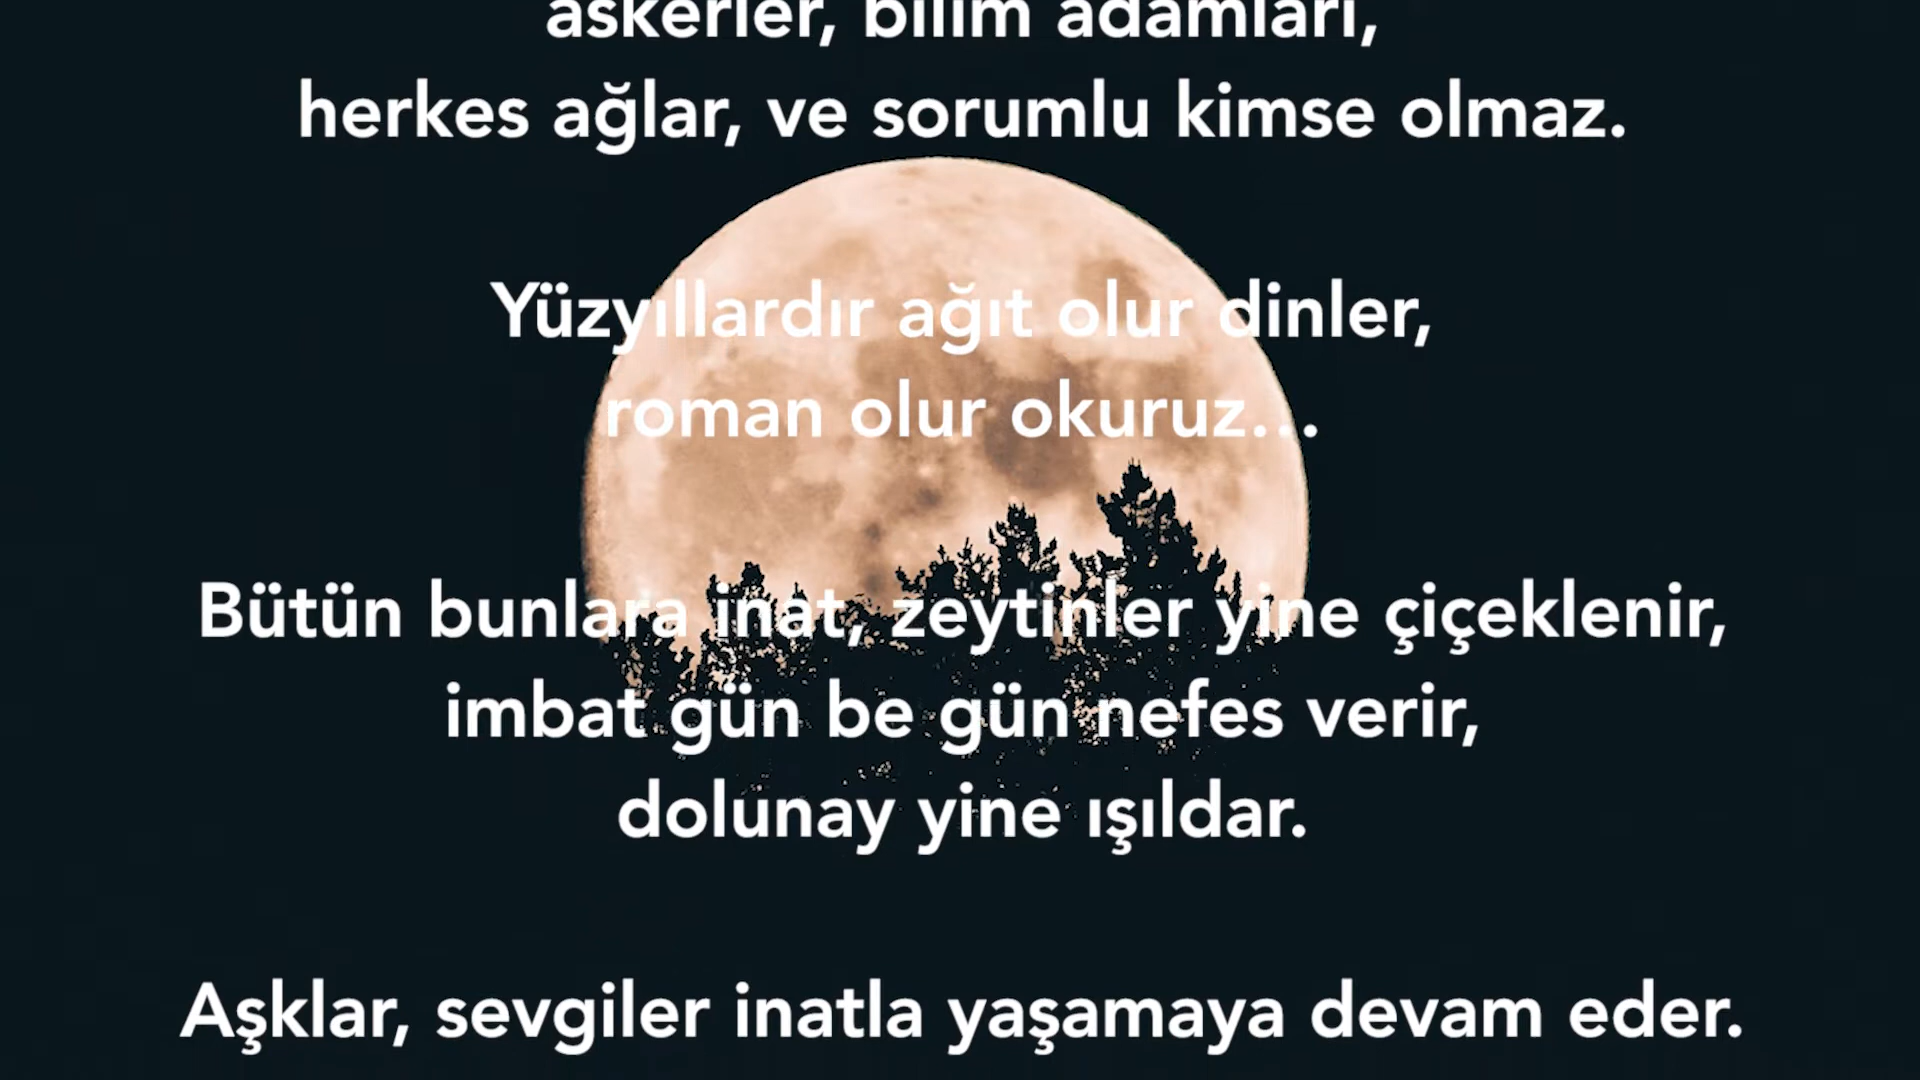 askerler, bilim adamları,
herkes ağlar, ve sorumlu kimse olmaz.
Yüzyıllardır ağıt olur dinler,
roman olur okuruz...
Bütün bunlara inat, zeytinler yine çiçeklenir,
imbat gün be gün nefes verir,
dolunay yine ışıldar.
Aşklar, sevgiler inatla yaşamaya devam eder.